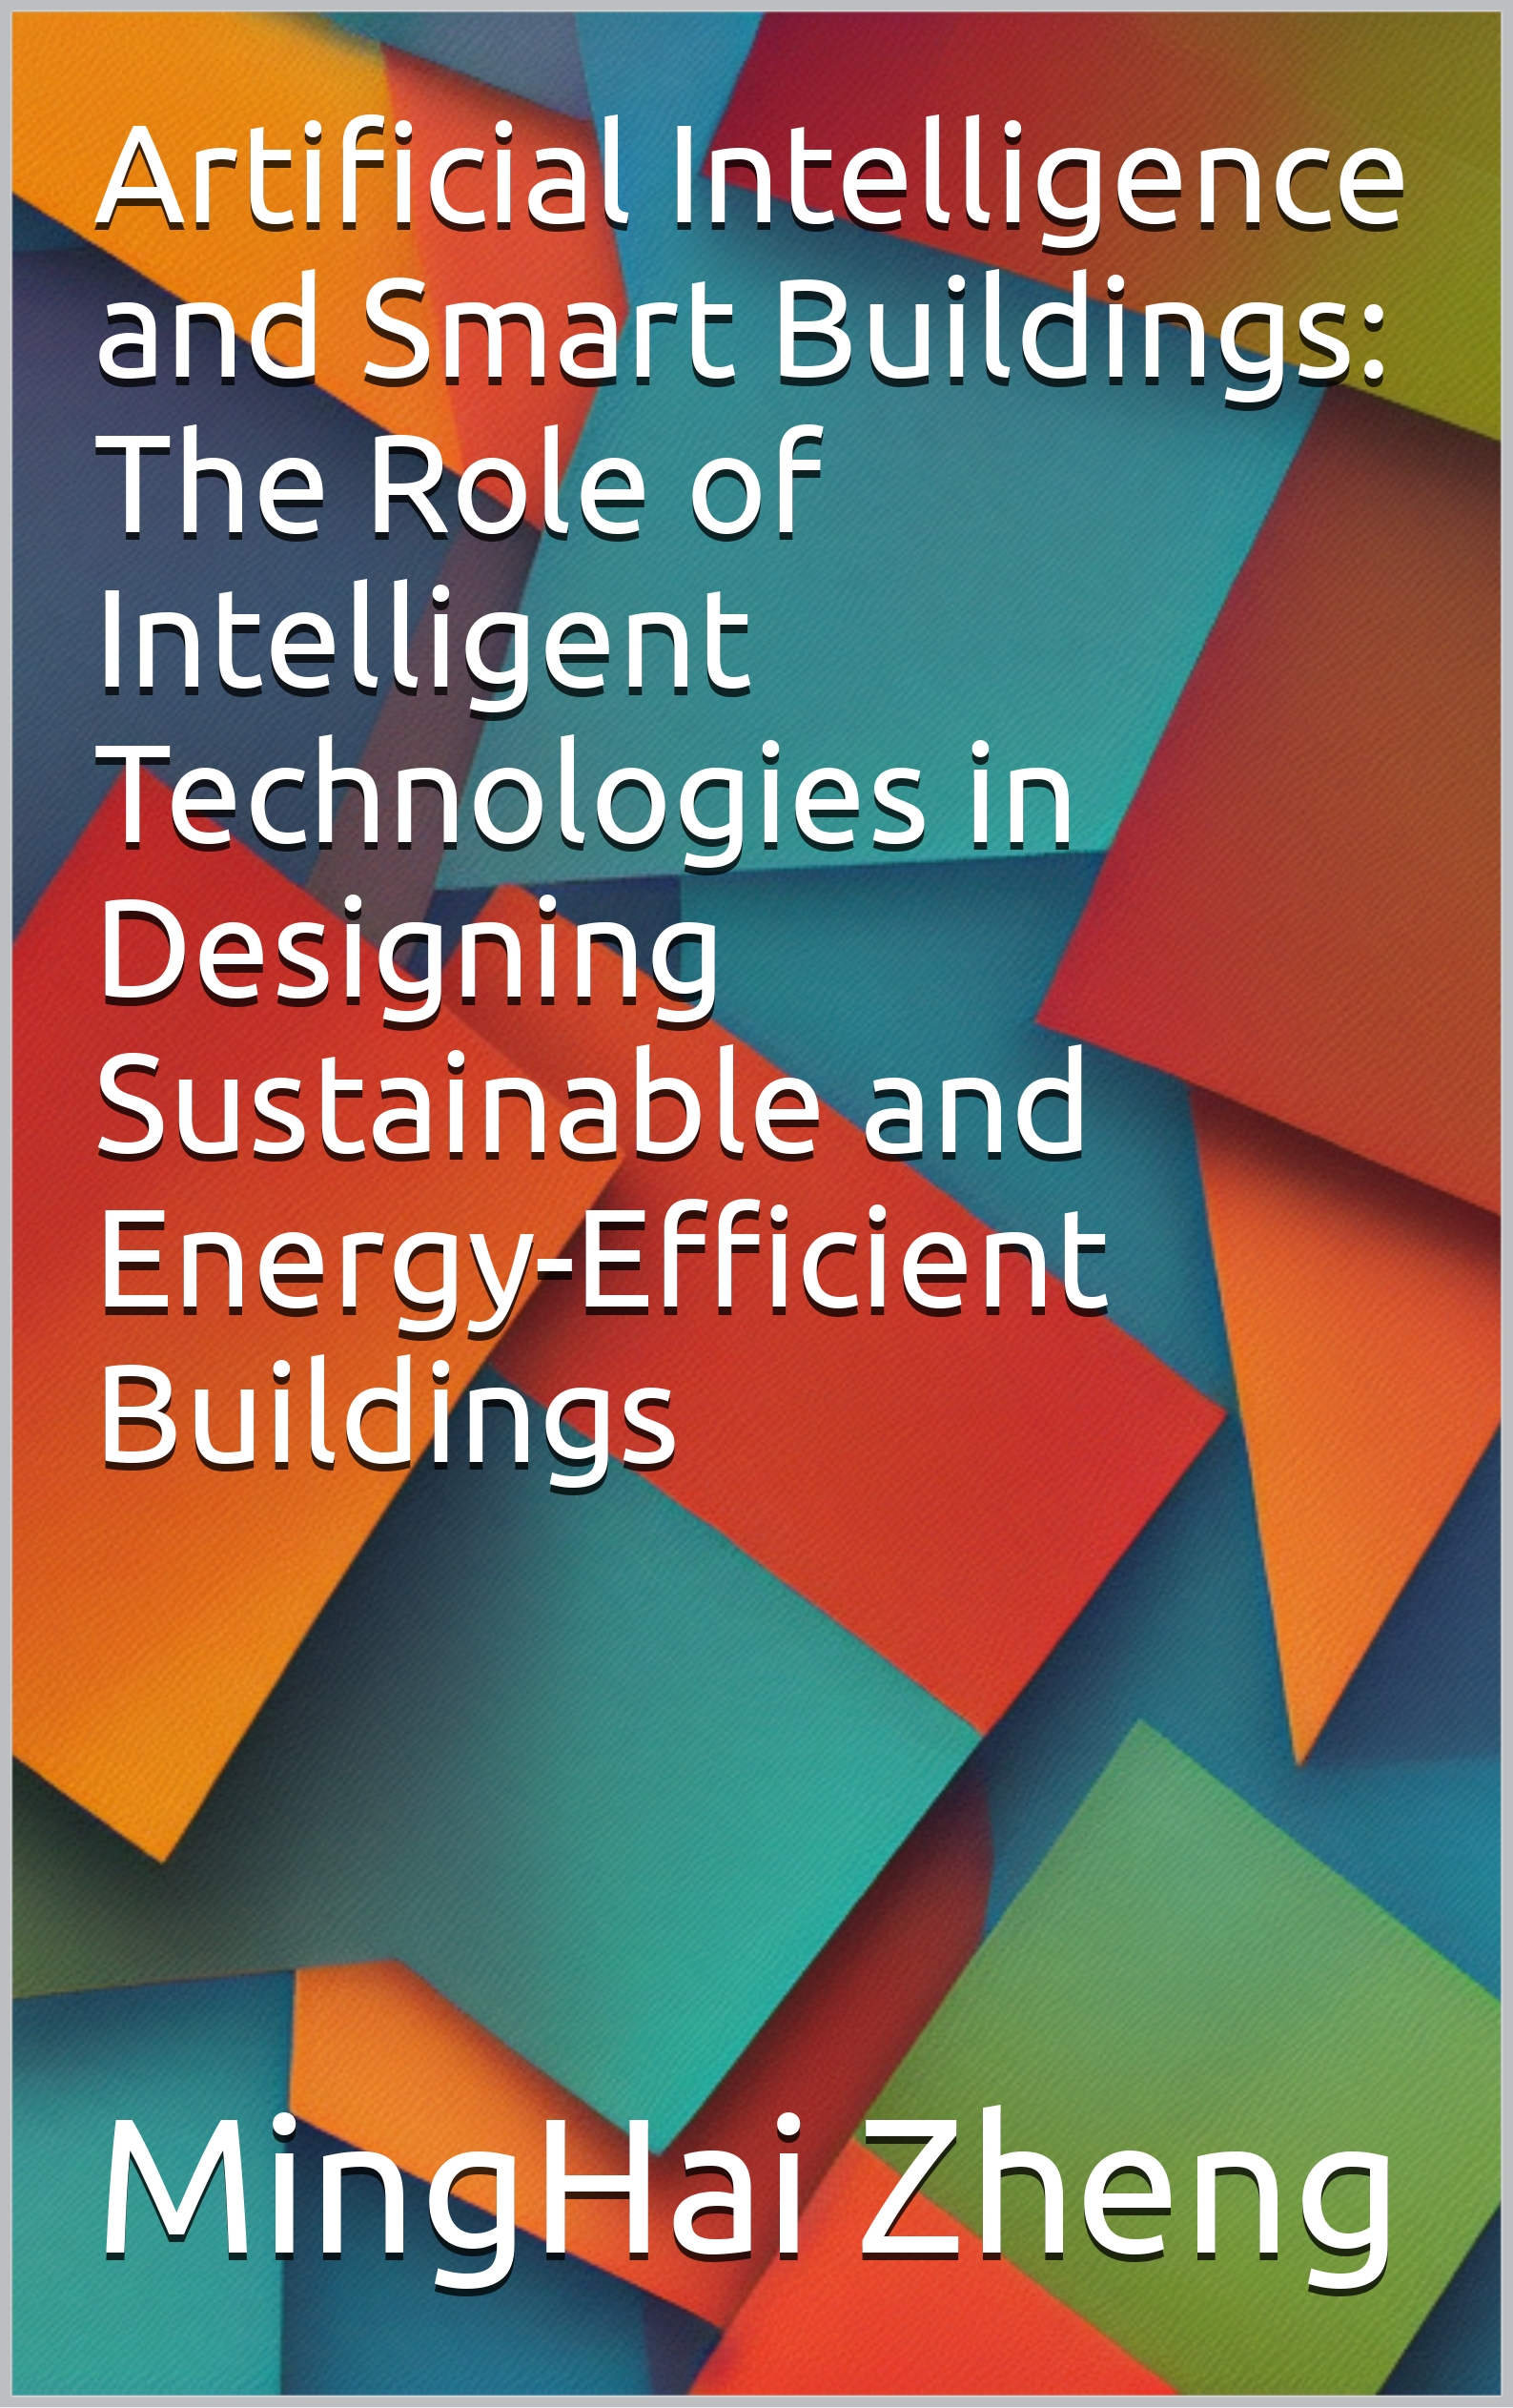 Artificial Intelligence
and Smart Buildings:
The Role of
Intelligent
Technologies in
Designing
Sustainable and
Energy-Efficient
Buildings
MingHai Zheng